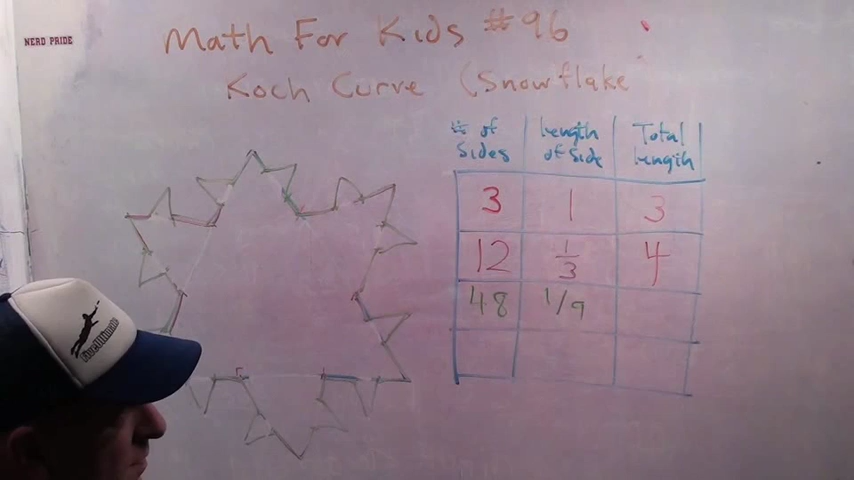 NERD PRIDE
Math For Kids #96
Koch Curve (Snowflake
# of Sides
Length of Side
Total Length
3 1 3
12 1/3 4
48 1/9